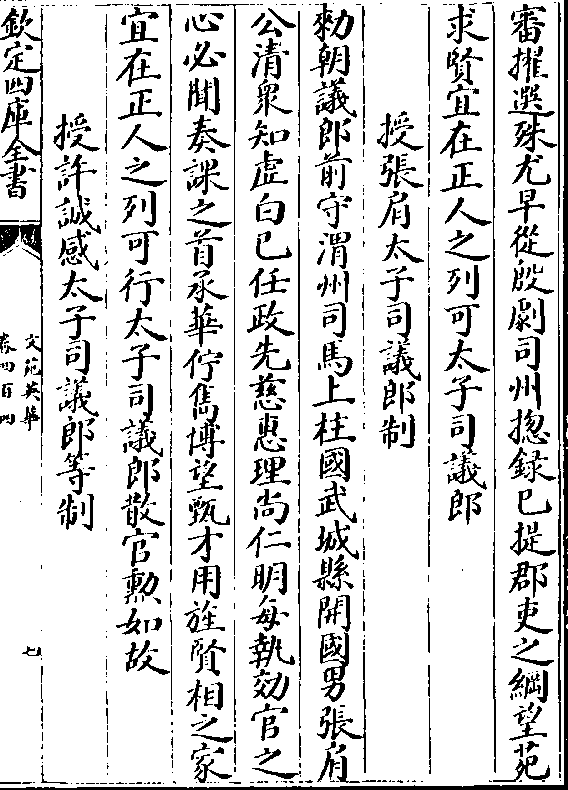 審擢選殊尤早從殷劇司州揔錄已提郡吏之綱望苑
求賢宜在正人之列可太子司議郎
授張肩太子司議郎制
勑朝議郎前守渭州司馬上柱國武城縣開國男張肩
公清衆知虛白已任政先慈惠理尚仁明每執効官之
心必聞奏課之首承華佇雋博望甄才用旌賢相之家
宜在正人之列可行太子司議郎散官勲如故
授許誠感太子司議郎等制
欽定四庫全書
文苑英華
卷四百四
七